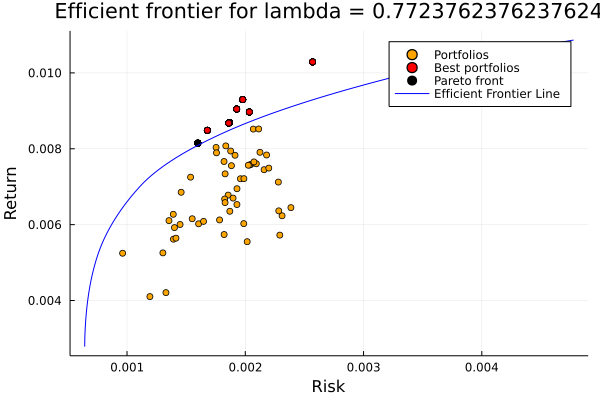 Efficient frontier for lambda = 0.7723762376237624
Portfolios
Best portfolios
Pareto front
Efficient Frontier Line
Return
0.010
0.008
0.006
0.004
0.001 0.002 0.003 0.004
Risk